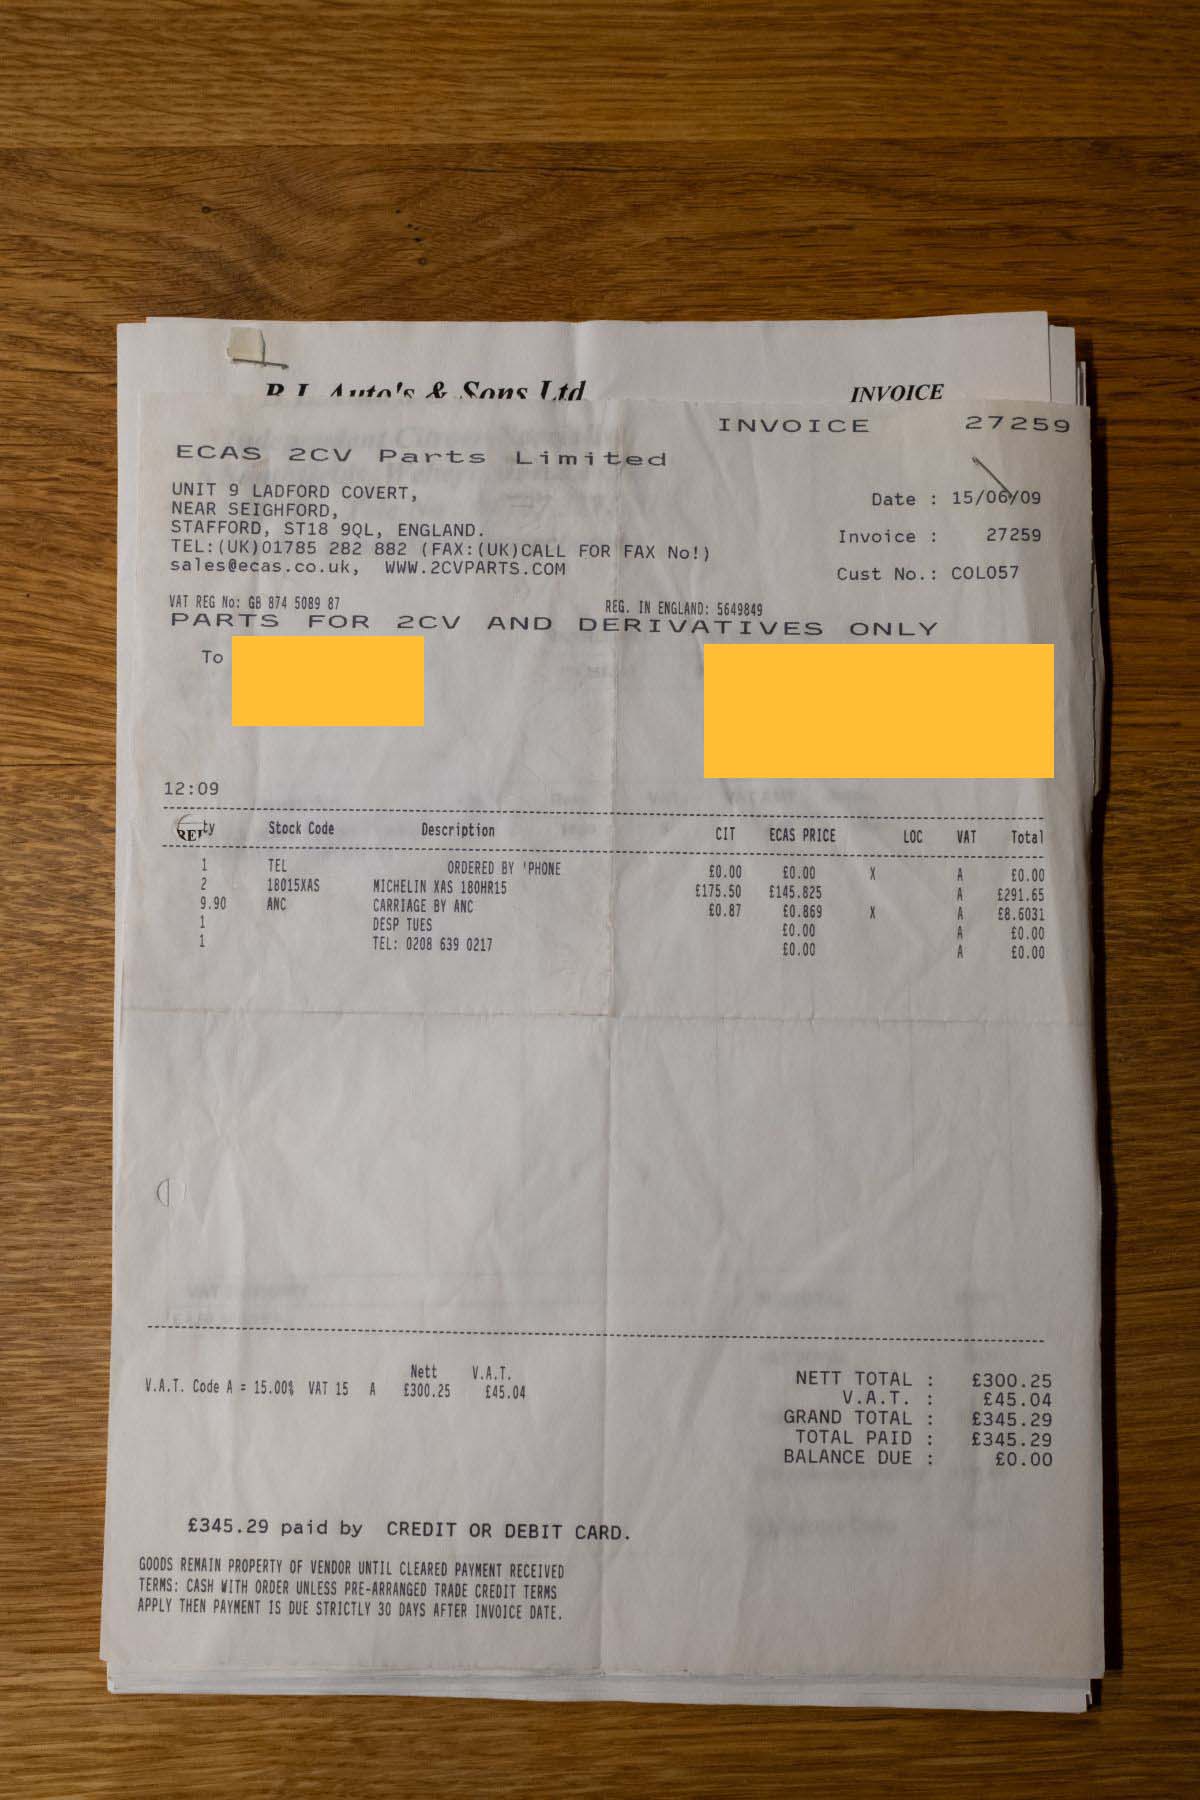 INVOICE
INVOICE 27259
ECAS 2CV Parts Limited
UNIT 9 LADFORD COVERT,
NEAR SEIGHFORD,
STAFFORD, ST18 9QL, ENGLAND.
TEL:(UK)01785 282 882 (FAX:(UK)CALL FOR FAX No!)
sales@ecas.co.uk, WWW.2CVPARTS.COM
Date : 15/06/09
Invoice : 27259
Cust No.: COL057
VAT REG No: GB 874 5089 87 REG. IN ENGLAND: 5649849
PARTS FOR 2CV AND DERIVATIVES ONLY
To
12:09
Stock Code Description CIT ECAS PRICE LOC VAT Total
1 TEL ORDERED BY 'PHONE £0.00 £0.00 X A £0.00
2 18015XAS MICHELIN XAS 180HR15 £175.50 £145.825 A £291.65
9.90 ANC CARRIAGE BY ANC £0.87 £0.869 X A £8.6031
1 DESP TUES £0.00 A £0.00
1 TEL: 0208 639 0217 £0.00 A £0.00
Nett V.A.T.
V.A.T. Code A = 15.00% VAT 15 A £300.25 £45.04
NETT TOTAL : £300.25
V.A.T. : £45.04
GRAND TOTAL : £345.29
TOTAL PAID : £345.29
BALANCE DUE : £0.00
£345.29 paid by CREDIT OR DEBIT CARD.
GOODS REMAIN PROPERTY OF VENDOR UNTIL CLEARED PAYMENT RECEIVED
TERMS: CASH WITH ORDER UNLESS PRE-ARRANGED TRADE CREDIT TERMS
APPLY THEN PAYMENT IS DUE STRICTLY 30 DAYS AFTER INVOICE DATE.